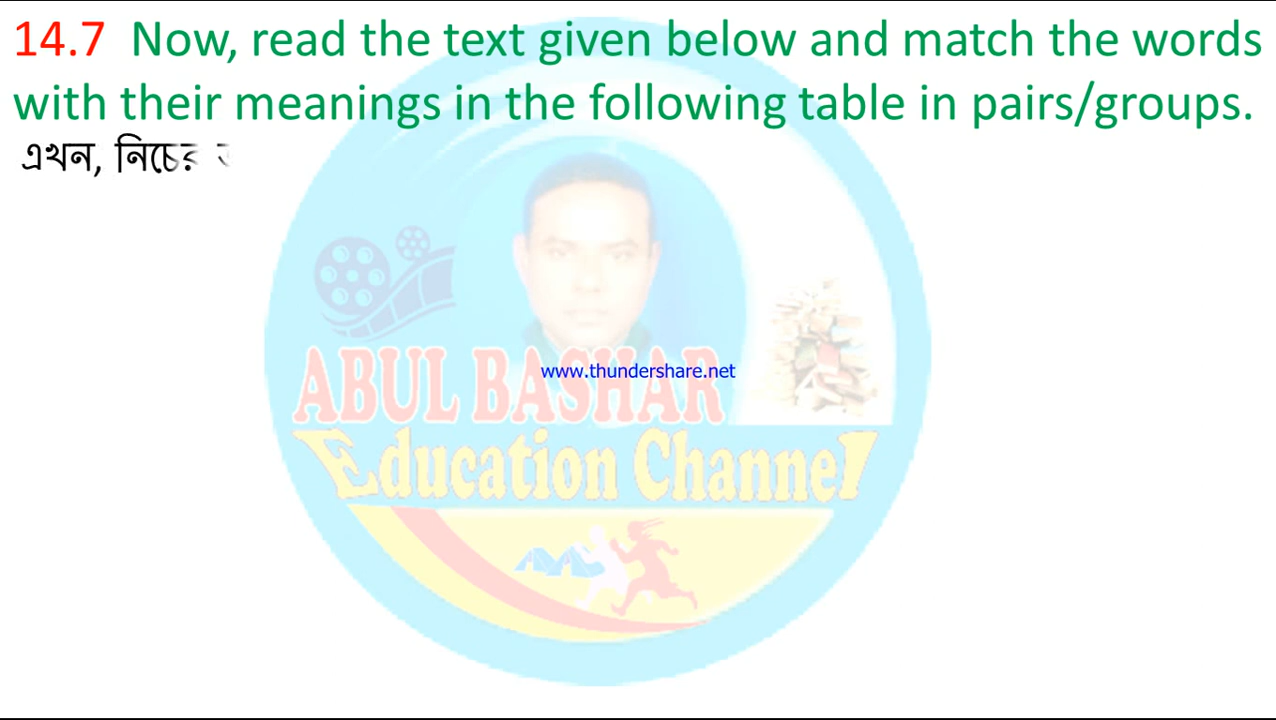 14.7 Now, read the text given below and match the words
with their meanings in the following table in pairs/groups.
এখন, নিচের
ABUL BASHAR
www.thundershare.net
Education Channel